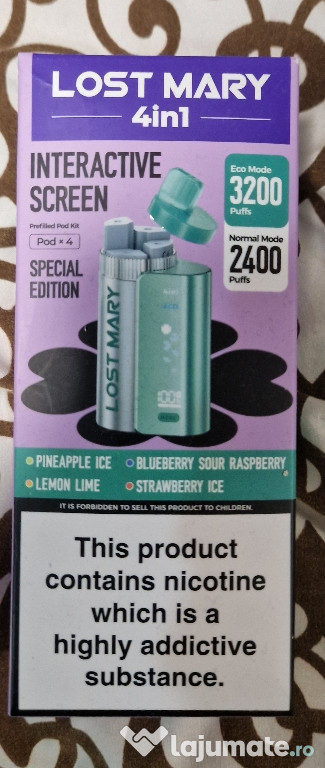 LOST MARY
4in1
INTERACTIVE
SCREEN
Prefilled Pod Kit
Pod × 4
SPECIAL
EDITION
Eco Mode
3200
Puffs
Normal Mode
2400
Puffs
LOST MARY
100
PINEAPPLE ICE
BLUEBERRY SOUR RASPBERRY
LEMON LIME
STRAWBERRY ICE
IT IS FORBIDDEN TO SELL THIS PRODUCT TO CHILDREN.
This product
contains nicotine
which is a
highly addictive
substance.
lajumate.ro